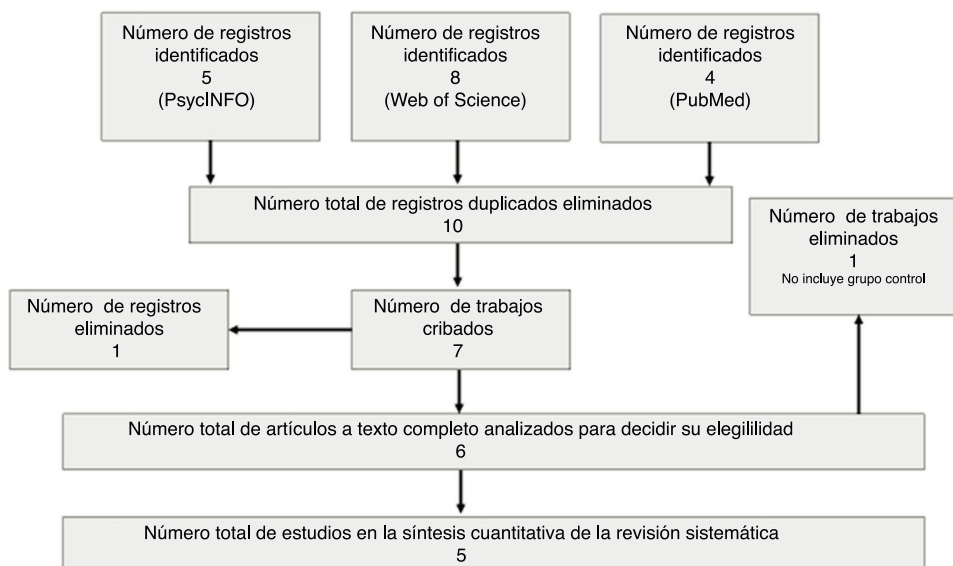 Número de registros
identificados
5
(PsycINFO)
Número de registros
identificados
8
(Web of Science)
Número de registros
identificados
4
(PubMed)
Número total de registros duplicados eliminados
10
Número de trabajos
eliminados
1
No incluye grupo control
Número de registros
eliminados
1
Número de trabajos
cribados
7
Número total de artículos a texto completo analizados para decidir su elegililidad
6
Número total de estudios en la síntesis cuantitativa de la revisión sistemática
5